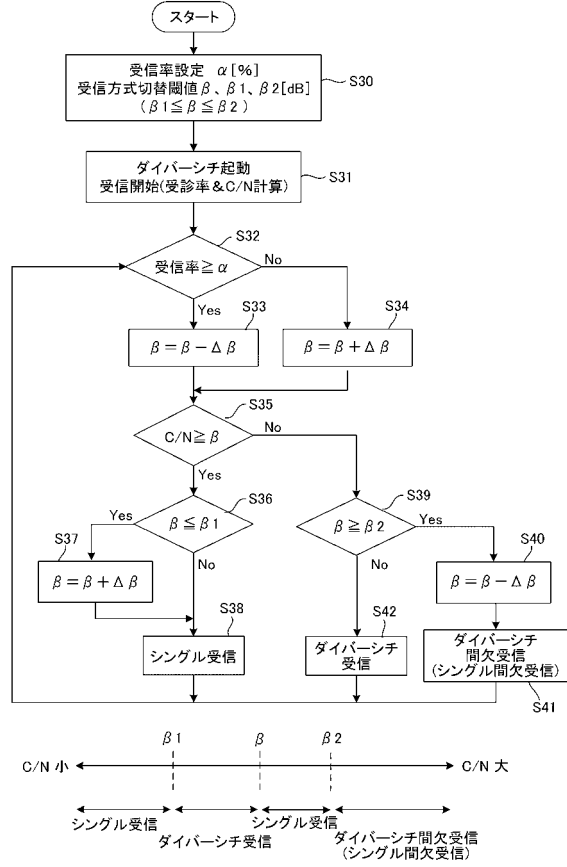 スタート
受信率設定 α[%]
受信方式切替閾値β、β1、β2[dB]
(β1≦β≦β2)
S30
ダイバーシチ起動
受信開始(受診率&C/N計算)
S31
S32
受信率≧α
No
Yes
S33
S34
β=β-Δβ
β=β+Δβ
S35
C/N≧β
No
Yes
S36
S39
Yes
β≦β1
β≧β2
Yes
S37
S40
No
No
β=β+Δβ
β=β-Δβ
S38
S42
シングル受信
ダイバーシチ
受信
ダイバーシチ
間欠受信
(シングル間欠受信)
S41
β1
β
β2
C/N 小
C/N 大
シングル受信
ダイバーシチ受信
シングル受信
ダイバーシチ間欠受信
(シングル間欠受信)